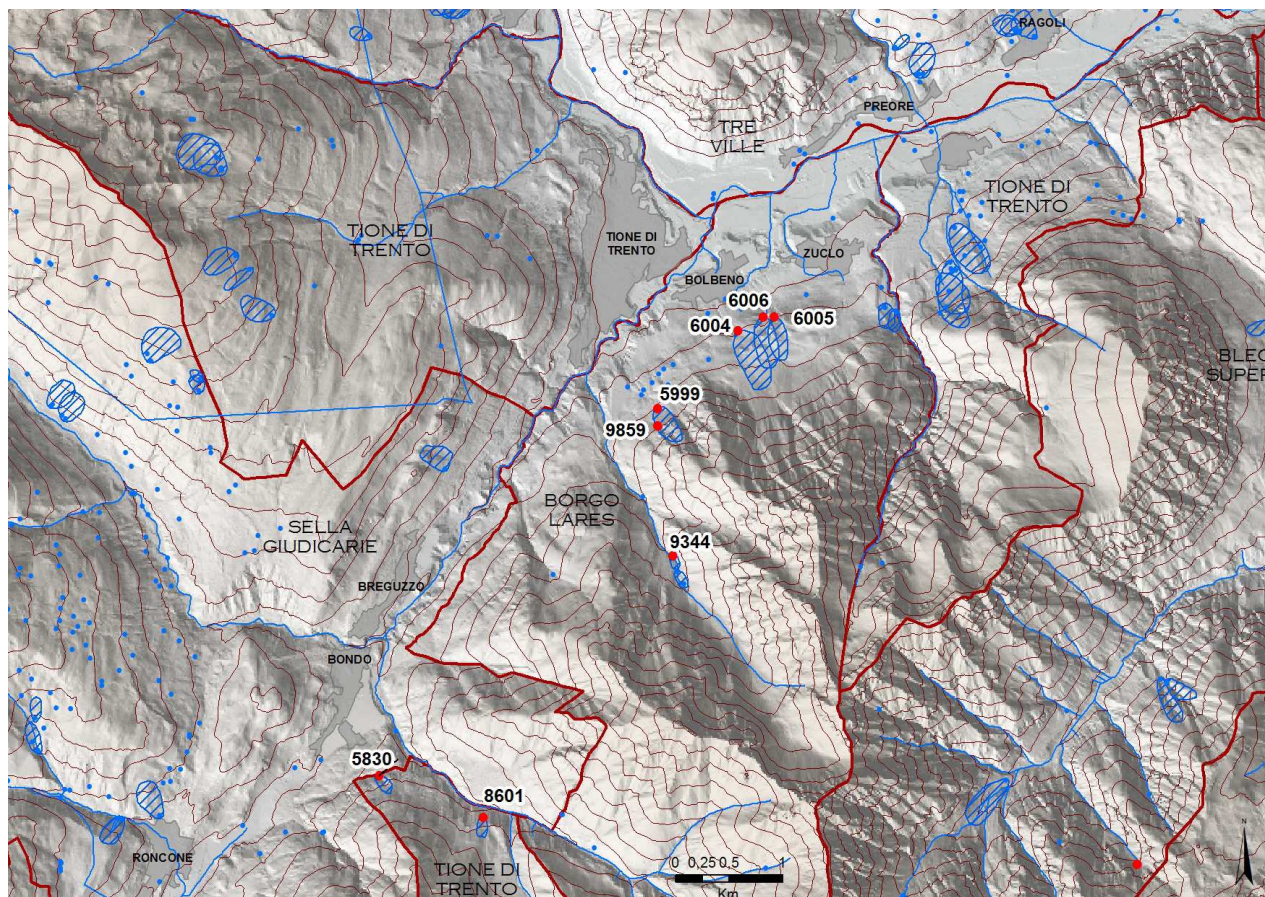 RAGOLI
PREORE
TRE
VILLE
TIONE DI
TRENTO
TIONE DI
TRENTO
TIONE DI
TRENTO
ZUCLO
BOLBENO
6006
6004
6005
BLEG
SUPER
5999
9859
BORGO
LARES
SELLA
GIUDICARIE
9344
BREGUZZO
BONDO
5830
8601
RONCONE
TIONE DI
TRENTO
0 0,25 0,5 1
Km
N